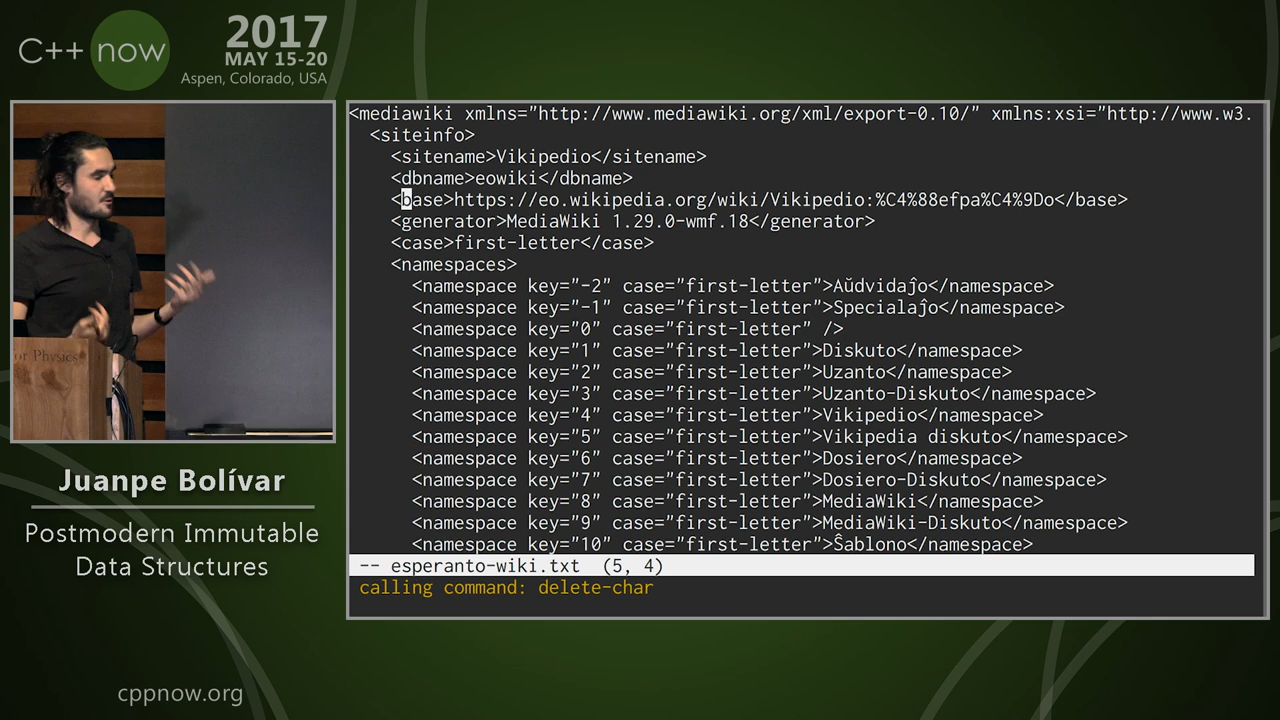 C++ now
2017
MAY 15-20
Aspen, Colorado, USA
<mediawiki xmlns="http://www.mediawiki.org/xml/export-0.10/" xmlns:xsi="http://www.w3.
<siteinfo>
<sitename>Vikipedio</sitename>
<dbname>eowiki</dbname>
<base>https://eo.wikipedia.org/wiki/Vikipedio:%C4%88efpa%C4%9Do</base>
<generator>MediaWiki 1.29.0-wmf.18</generator>
<case>first-letter</case>
<namespaces>
<namespace key="-2" case="first-letter">Aŭdvidaĵo</namespace>
<namespace key="-1" case="first-letter">Specialaĵo</namespace>
<namespace key="0" case="first-letter" />
<namespace key="1" case="first-letter">Diskuto</namespace>
<namespace key="2" case="first-letter">Uzanto</namespace>
<namespace key="3" case="first-letter">Uzanto-Diskuto</namespace>
<namespace key="4" case="first-letter">Vikipedio</namespace>
<namespace key="5" case="first-letter">Vikipedia diskuto</namespace>
<namespace key="6" case="first-letter">Dosiero</namespace>
<namespace key="7" case="first-letter">Dosiero-Diskuto</namespace>
<namespace key="8" case="first-letter">MediaWiki</namespace>
<namespace key="9" case="first-letter">MediaWiki-Diskuto</namespace>
<namespace key="10" case="first-letter">Ŝablono</namespace>
-- esperanto-wiki.txt (5, 4)
calling command: delete-char
or Physics
Juanpe Bolívar
Postmodern Immutable
Data Structures
cppnow.org